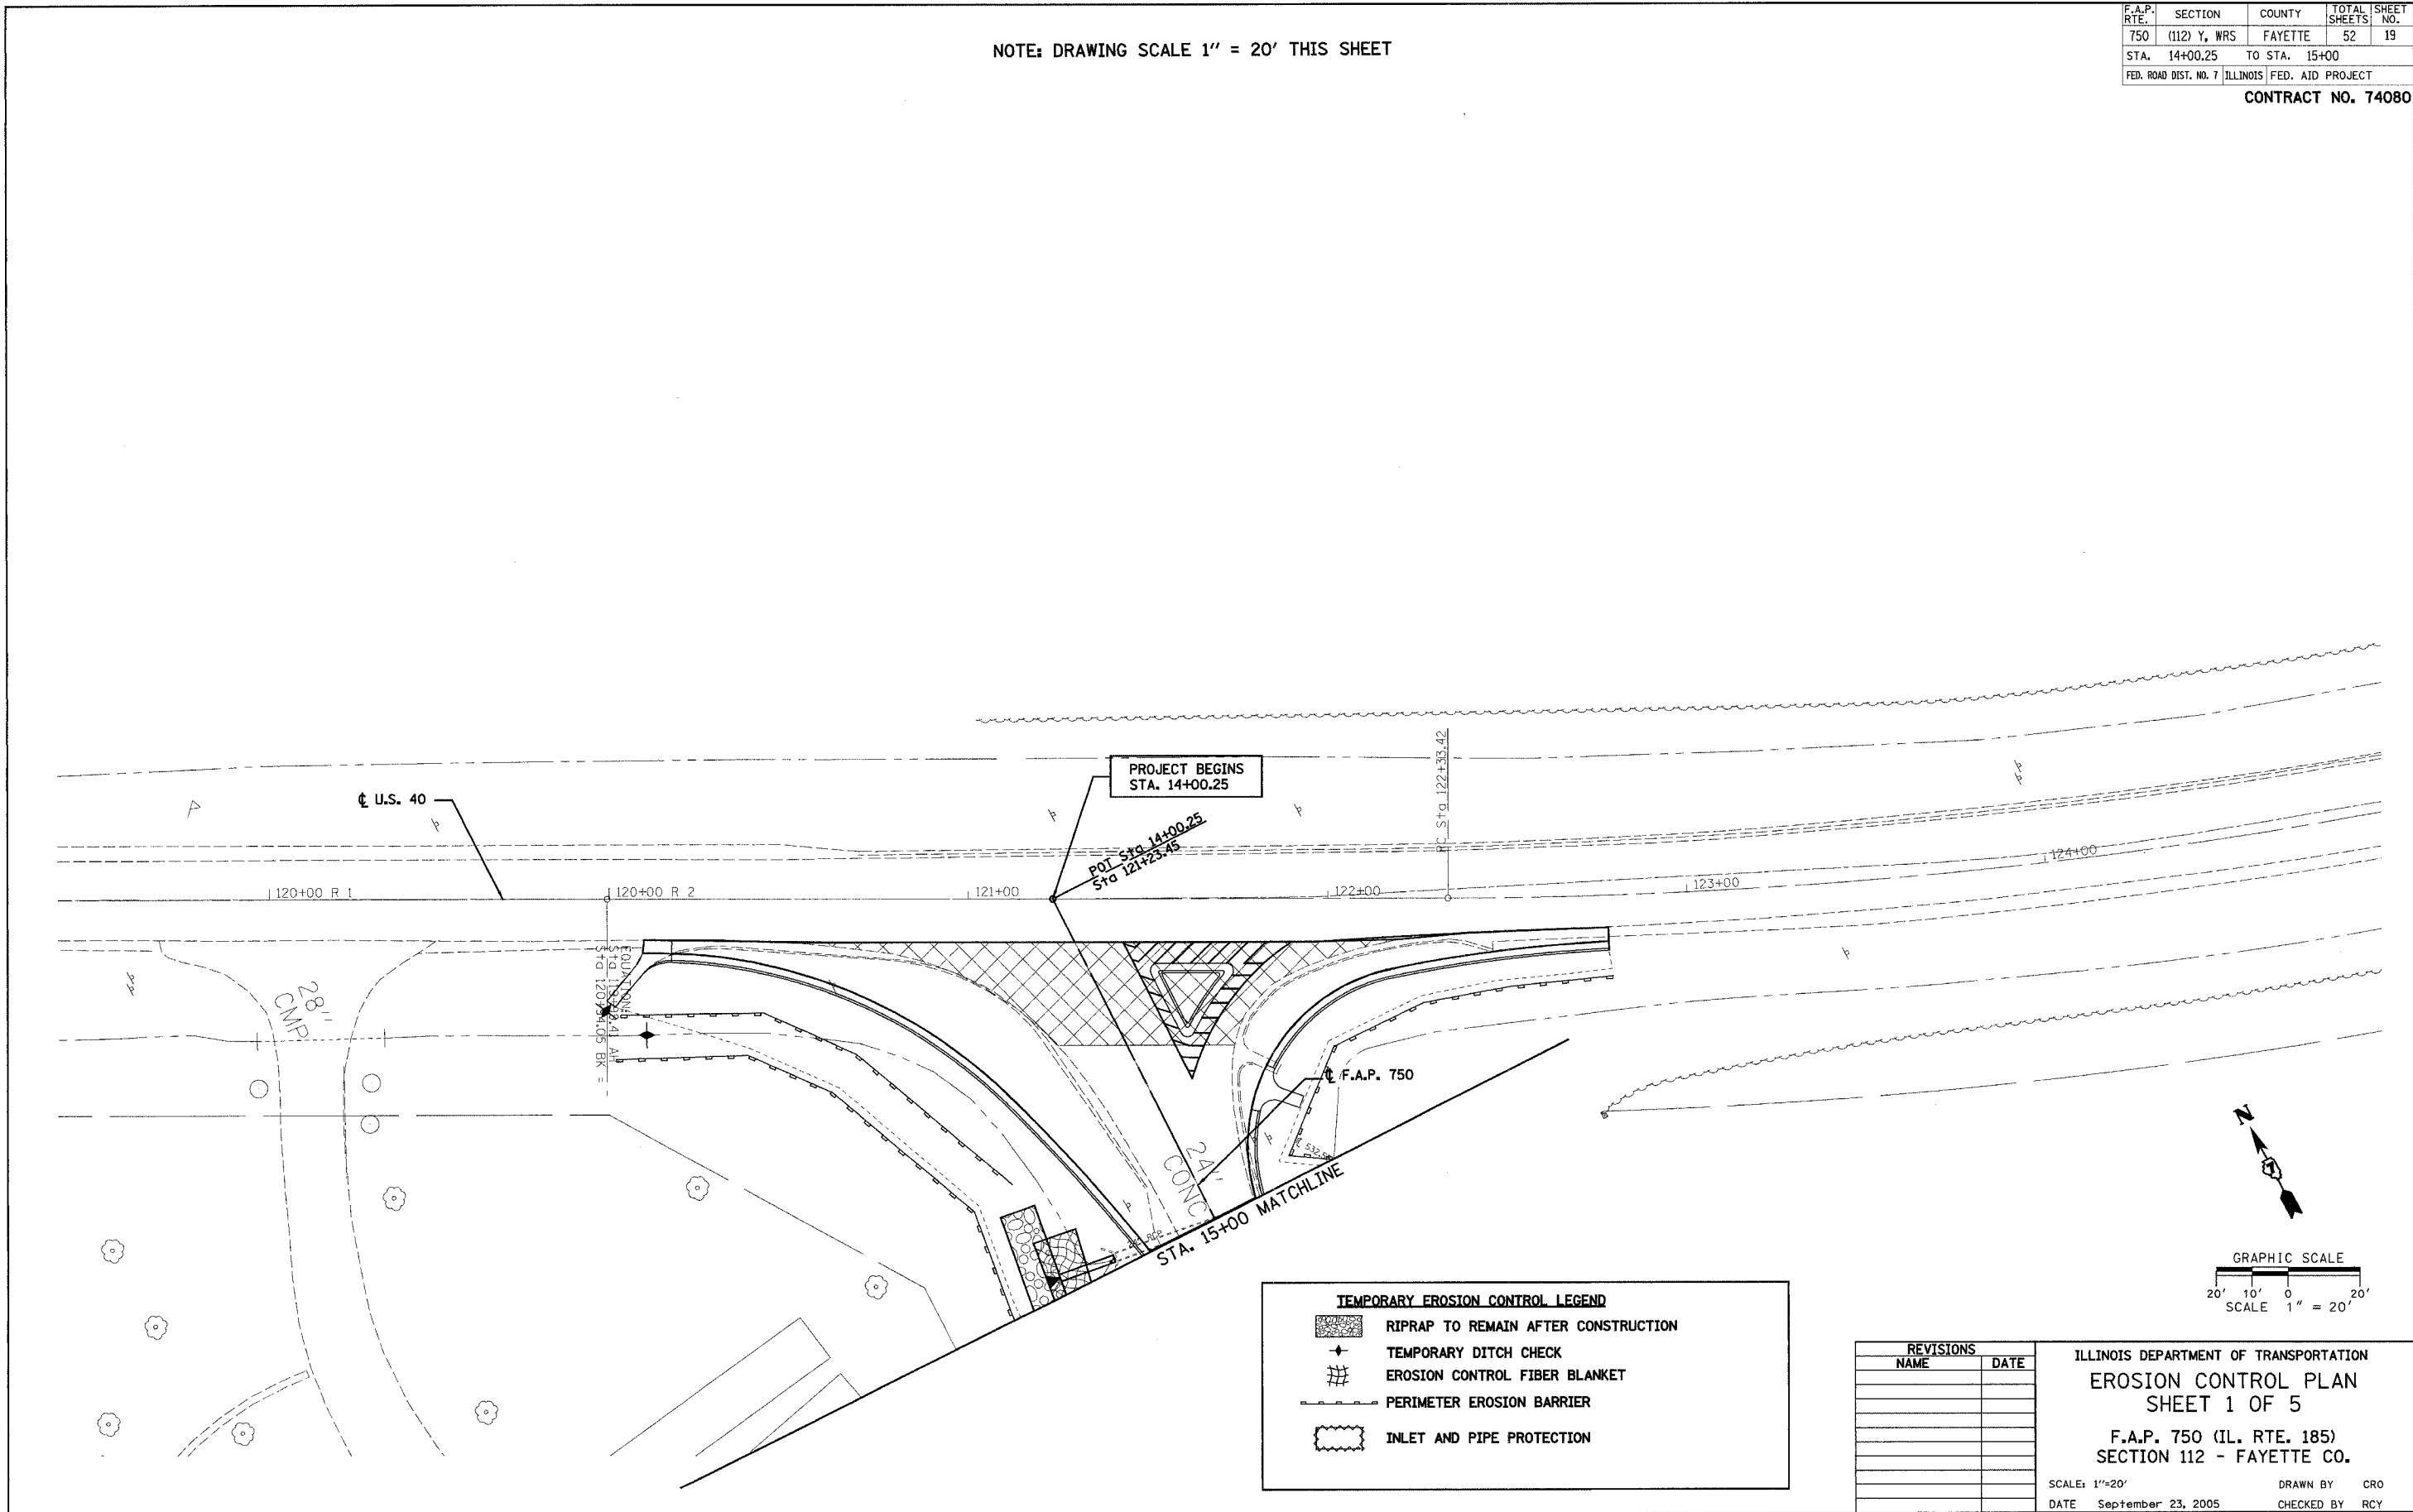 NOTE: DRAWING SCALE 1" = 20' THIS SHEET
F.A.P. RTE. SECTION COUNTY TOTAL SHEETS SHEET NO.
750 (112) Y, WRS FAYETTE 52 19
STA. 14+00.25 TO STA. 15+00
FED. ROAD DIST. NO. 7 ILLINOIS FED. AID PROJECT
CONTRACT NO. 74080
PROJECT BEGINS
STA. 14+00.25
℄ U.S. 40
POT Sta 14+00.25
Sta 121+23.45
PC Sta 122+33.42
120+00 R 1
120+00 R 2
121+00
122+00
123+00
124+00
EQUATION:
28"
CMP
℄ F.A.P. 750
24"
CONC
STA. 15+00 MATCHLINE
N
7
GRAPHIC SCALE
20' 10' 0 20'
SCALE 1" = 20'
TEMPORARY EROSION CONTROL LEGEND
RIPRAP TO REMAIN AFTER CONSTRUCTION
TEMPORARY DITCH CHECK
EROSION CONTROL FIBER BLANKET
PERIMETER EROSION BARRIER
INLET AND PIPE PROTECTION
REVISIONS
NAME DATE
ILLINOIS DEPARTMENT OF TRANSPORTATION
EROSION CONTROL PLAN
SHEET 1 OF 5
F.A.P. 750 (IL. RTE. 185)
SECTION 112 - FAYETTE CO.
SCALE: 1"=20' DRAWN BY CRO
DATE September 23, 2005 CHECKED BY RCY